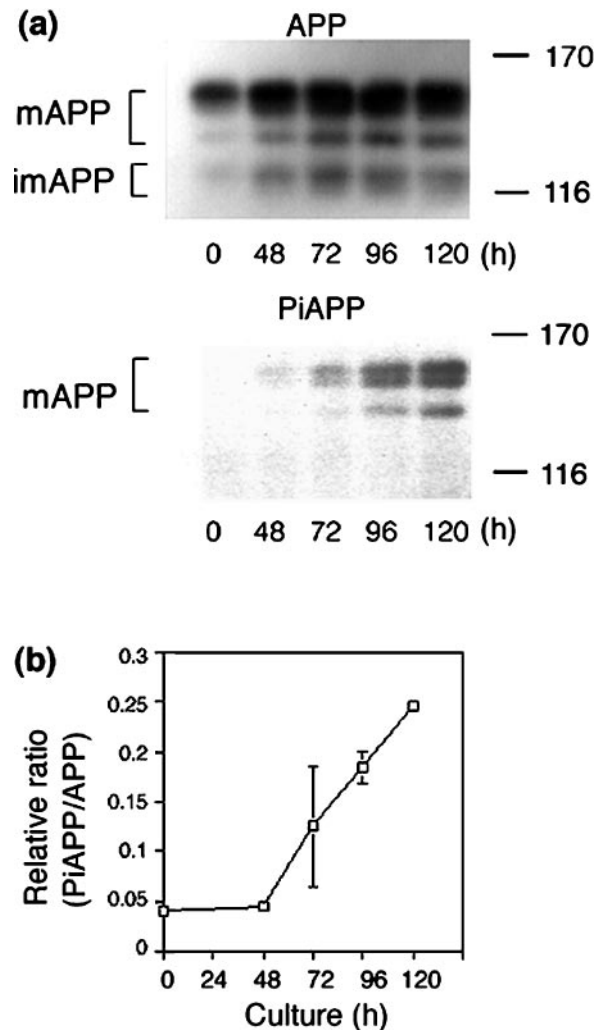 (a)
APP
170
mAPP
imAPP
116
0 48 72 96 120 (h)
PiAPP
170
mAPP
116
0 48 72 96 120 (h)
(b)
0.3
0.25
0.2
0.15
0.1
0.05
0
Relative ratio
(PiAPP/APP)
0 24 48 72 96 120
Culture (h)